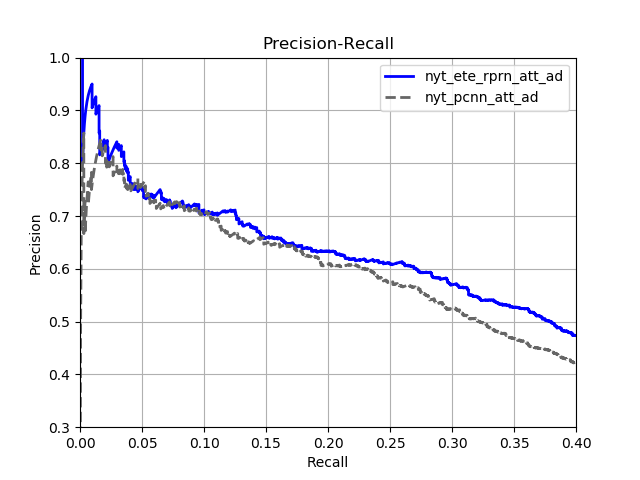 Precision-Recall
nyt_ete_rprn_att_ad
nyt_pcnn_att_ad
Precision
1.0
0.9
0.8
0.7
0.6
0.5
0.4
0.3
0.00 0.05 0.10 0.15 0.20 0.25 0.30 0.35 0.40
Recall